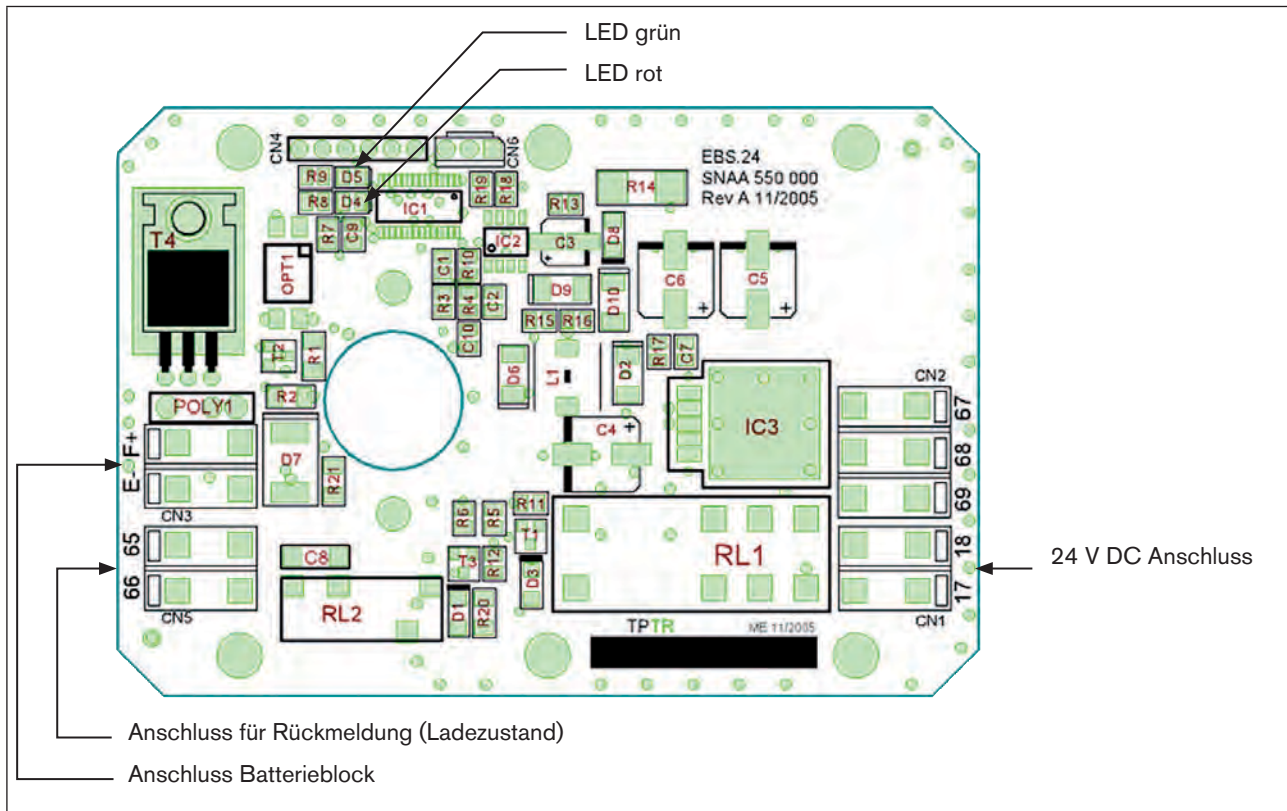 LED grün
LED rot
CN4
CN6
EBS.24
SNAA 550 000
Rev A 11/2005
R9
D5
R8
D4
R7
C9
IC1
R19
R18
R13
R14
IC2
C3
D8
T4
OPT1
C1
R10
R3
R4
C2
C10
D9
D10
R15
R16
C6
C5
T2
R1
R2
D6
L1
D2
R17
C7
POLY1
IC3
CN2
67
68
69
F+
E-
CN3
D7
R21
C4
65
66
CN5
C8
RL2
R6
R5
R11
T1
T3
R12
D3
D1
R20
RL1
18
17
CN1
24 V DC Anschluss
TPTR
ME 11/2005
Anschluss für Rückmeldung (Ladezustand)
Anschluss Batterieblock